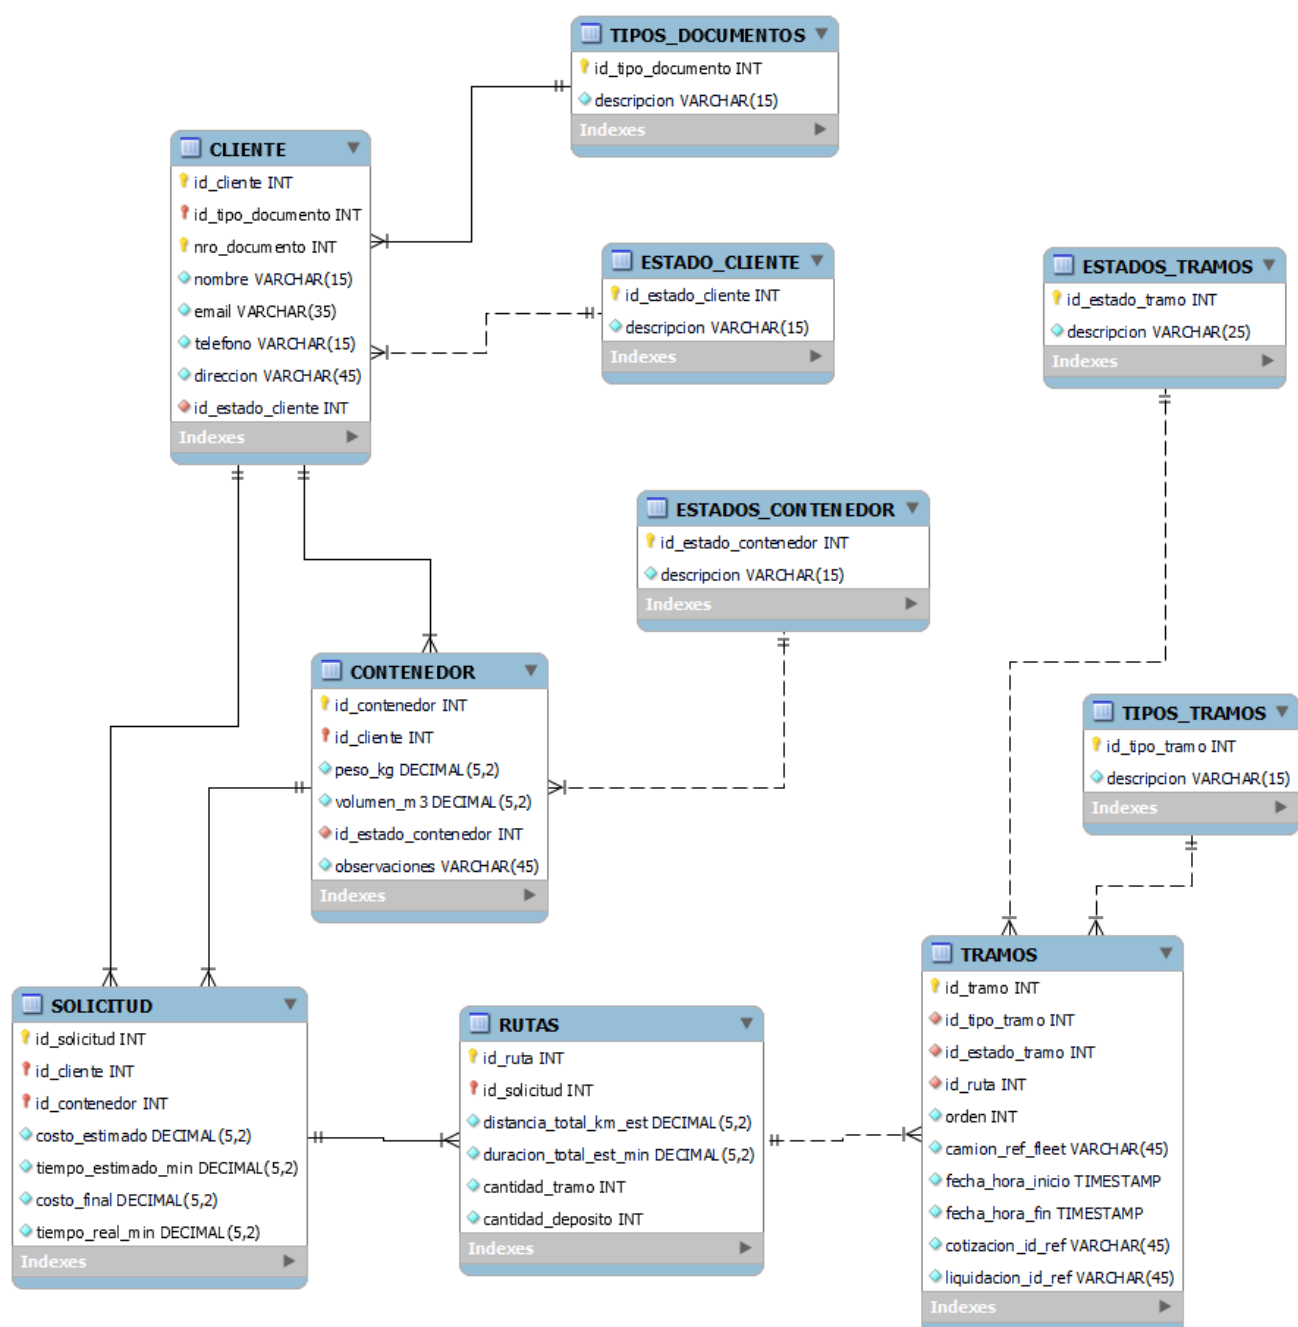 TIPOS_DOCUMENTOS
id_tipo_documento INT
descripcion VARCHAR(15)
Indexes
CLIENTE
id_cliente INT
id_tipo_documento INT
nro_documento INT
nombre VARCHAR(15)
email VARCHAR(35)
telefono VARCHAR(15)
direccion VARCHAR(45)
id_estado_cliente INT
Indexes
ESTADO_CLIENTE
id_estado_cliente INT
descripcion VARCHAR(15)
Indexes
ESTADOS_TRAMOS
id_estado_tramo INT
descripcion VARCHAR(25)
Indexes
ESTADOS_CONTENEDOR
id_estado_contenedor INT
descripcion VARCHAR(15)
Indexes
CONTENEDOR
id_contenedor INT
id_cliente INT
peso_kg DECIMAL(5,2)
volumen_m3 DECIMAL(5,2)
id_estado_contenedor INT
observaciones VARCHAR(45)
Indexes
TIPOS_TRAMOS
id_tipo_tramo INT
descripcion VARCHAR(15)
Indexes
SOLICITUD
id_solicitud INT
id_cliente INT
id_contenedor INT
costo_estimado DECIMAL(5,2)
tiempo_estimado_min DECIMAL(5,2)
costo_final DECIMAL(5,2)
tiempo_real_min DECIMAL(5,2)
Indexes
RUTAS
id_ruta INT
id_solicitud INT
distancia_total_km_est DECIMAL(5,2)
duracion_total_est_min DECIMAL(5,2)
cantidad_tramo INT
cantidad_deposito INT
Indexes
TRAMOS
id_tramo INT
id_tipo_tramo INT
id_estado_tramo INT
id_ruta INT
orden INT
camion_ref_fleet VARCHAR(45)
fecha_hora_inicio TIMESTAMP
fecha_hora_fin TIMESTAMP
cotizacion_id_ref VARCHAR(45)
liquidacion_id_ref VARCHAR(45)
Indexes